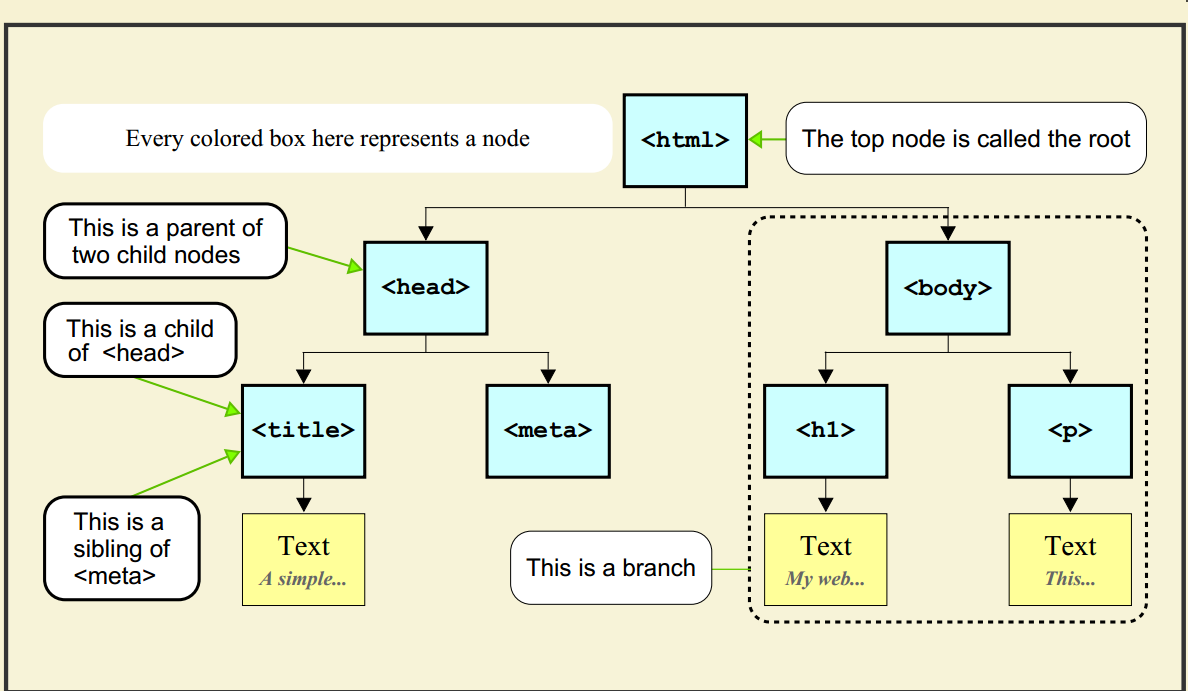 Every colored box here represents a node
<html>
The top node is called the root
This is a parent of
two child nodes
<head>
<body>
This is a child
of <head>
<title>
<meta>
<h1>
<p>
This is a
sibling of
<meta>
Text
A simple...
This is a branch
Text
My web...
Text
This...